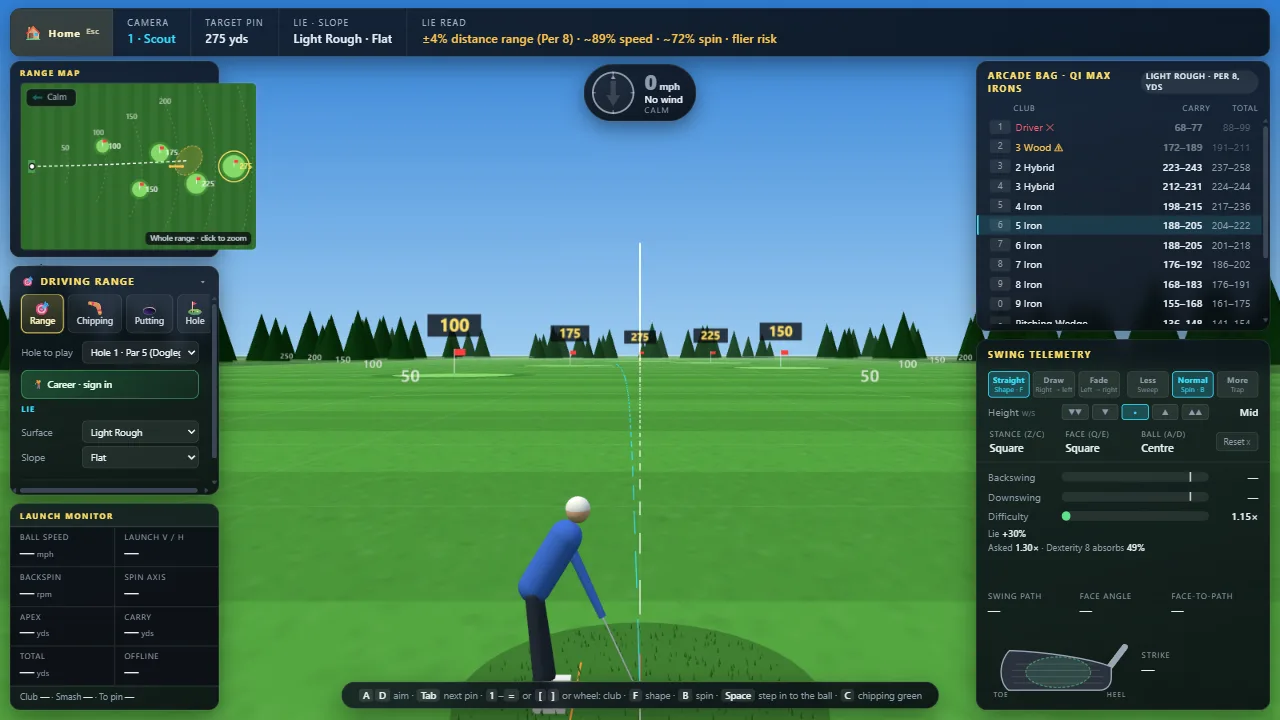 Home Esc
CAMERA
1 · Scout
TARGET PIN
275 yds
LIE · SLOPE
Light Rough · Flat
LIE READ
±4% distance range (Per 8) · ~89% speed · ~72% spin · flier risk
RANGE MAP
Calm
200
150
100
50
100
175
275
225
150
Whole range · click to zoom
0 mph
No wind
CALM
DRIVING RANGE
Range
Chipping
Putting
Hole
Hole to play
Hole 1 · Par 5 (Dogleg
Career · sign in
LIE
Surface
Light Rough
Slope
Flat
LAUNCH MONITOR
BALL SPEED
— mph
LAUNCH V / H
—
BACKSPIN
— rpm
SPIN AXIS
—
APEX
— yds
CARRY
— yds
TOTAL
— yds
OFFLINE
—
Club — · Smash — · To pin —
100
175
275
225
150
250
200
150
100
50
50
100
150
200
A D aim · Tab next pin · 1 – = or [ ] or wheel: club · F shape · B spin · Space step in to the ball · C chipping green
ARCADE BAG · QI MAX IRONS
LIGHT ROUGH · PER 8, YDS
CLUB CARRY TOTAL
1 Driver ✕ 68–77 88–99
2 3 Wood ⚠ 172–189 191–211
3 2 Hybrid 223–243 237–258
4 3 Hybrid 212–231 224–244
5 4 Iron 198–215 217–236
6 5 Iron 188–205 204–222
7 6 Iron 188–205 201–218
8 7 Iron 176–192 186–202
9 8 Iron 168–183 176–191
0 9 Iron 155–168 161–175
- Pitching Wedge 136–148 141–154
SWING TELEMETRY
Straight
Shape · F
Draw
Right → left
Fade
Left → right
Less
Sweep
Normal
Spin · B
More
Trap
Height W/S
Mid
STANCE (Z/C)
Square
FACE (Q/E)
Square
BALL (A/D)
Centre
Reset x
Backswing —
Downswing —
Difficulty 1.15×
Lie +30%
Asked 1.30× · Dexterity 8 absorbs 49%
SWING PATH
—
FACE ANGLE
—
FACE-TO-PATH
—
STRIKE
—
TOE
HEEL